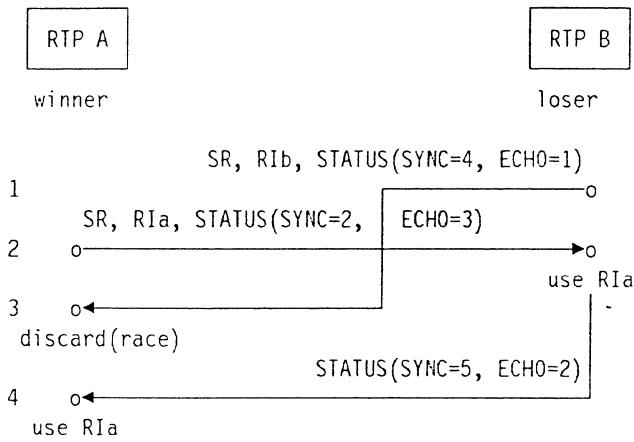 RTP A RTP B
winner loser
SR, RIb, STATUS(SYNC=4, ECHO=1)
1
SR, RIa, STATUS(SYNC=2, ECHO=3)
2
use RIa
3
discard(race)
STATUS(SYNC=5, ECHO=2)
4
use RIa